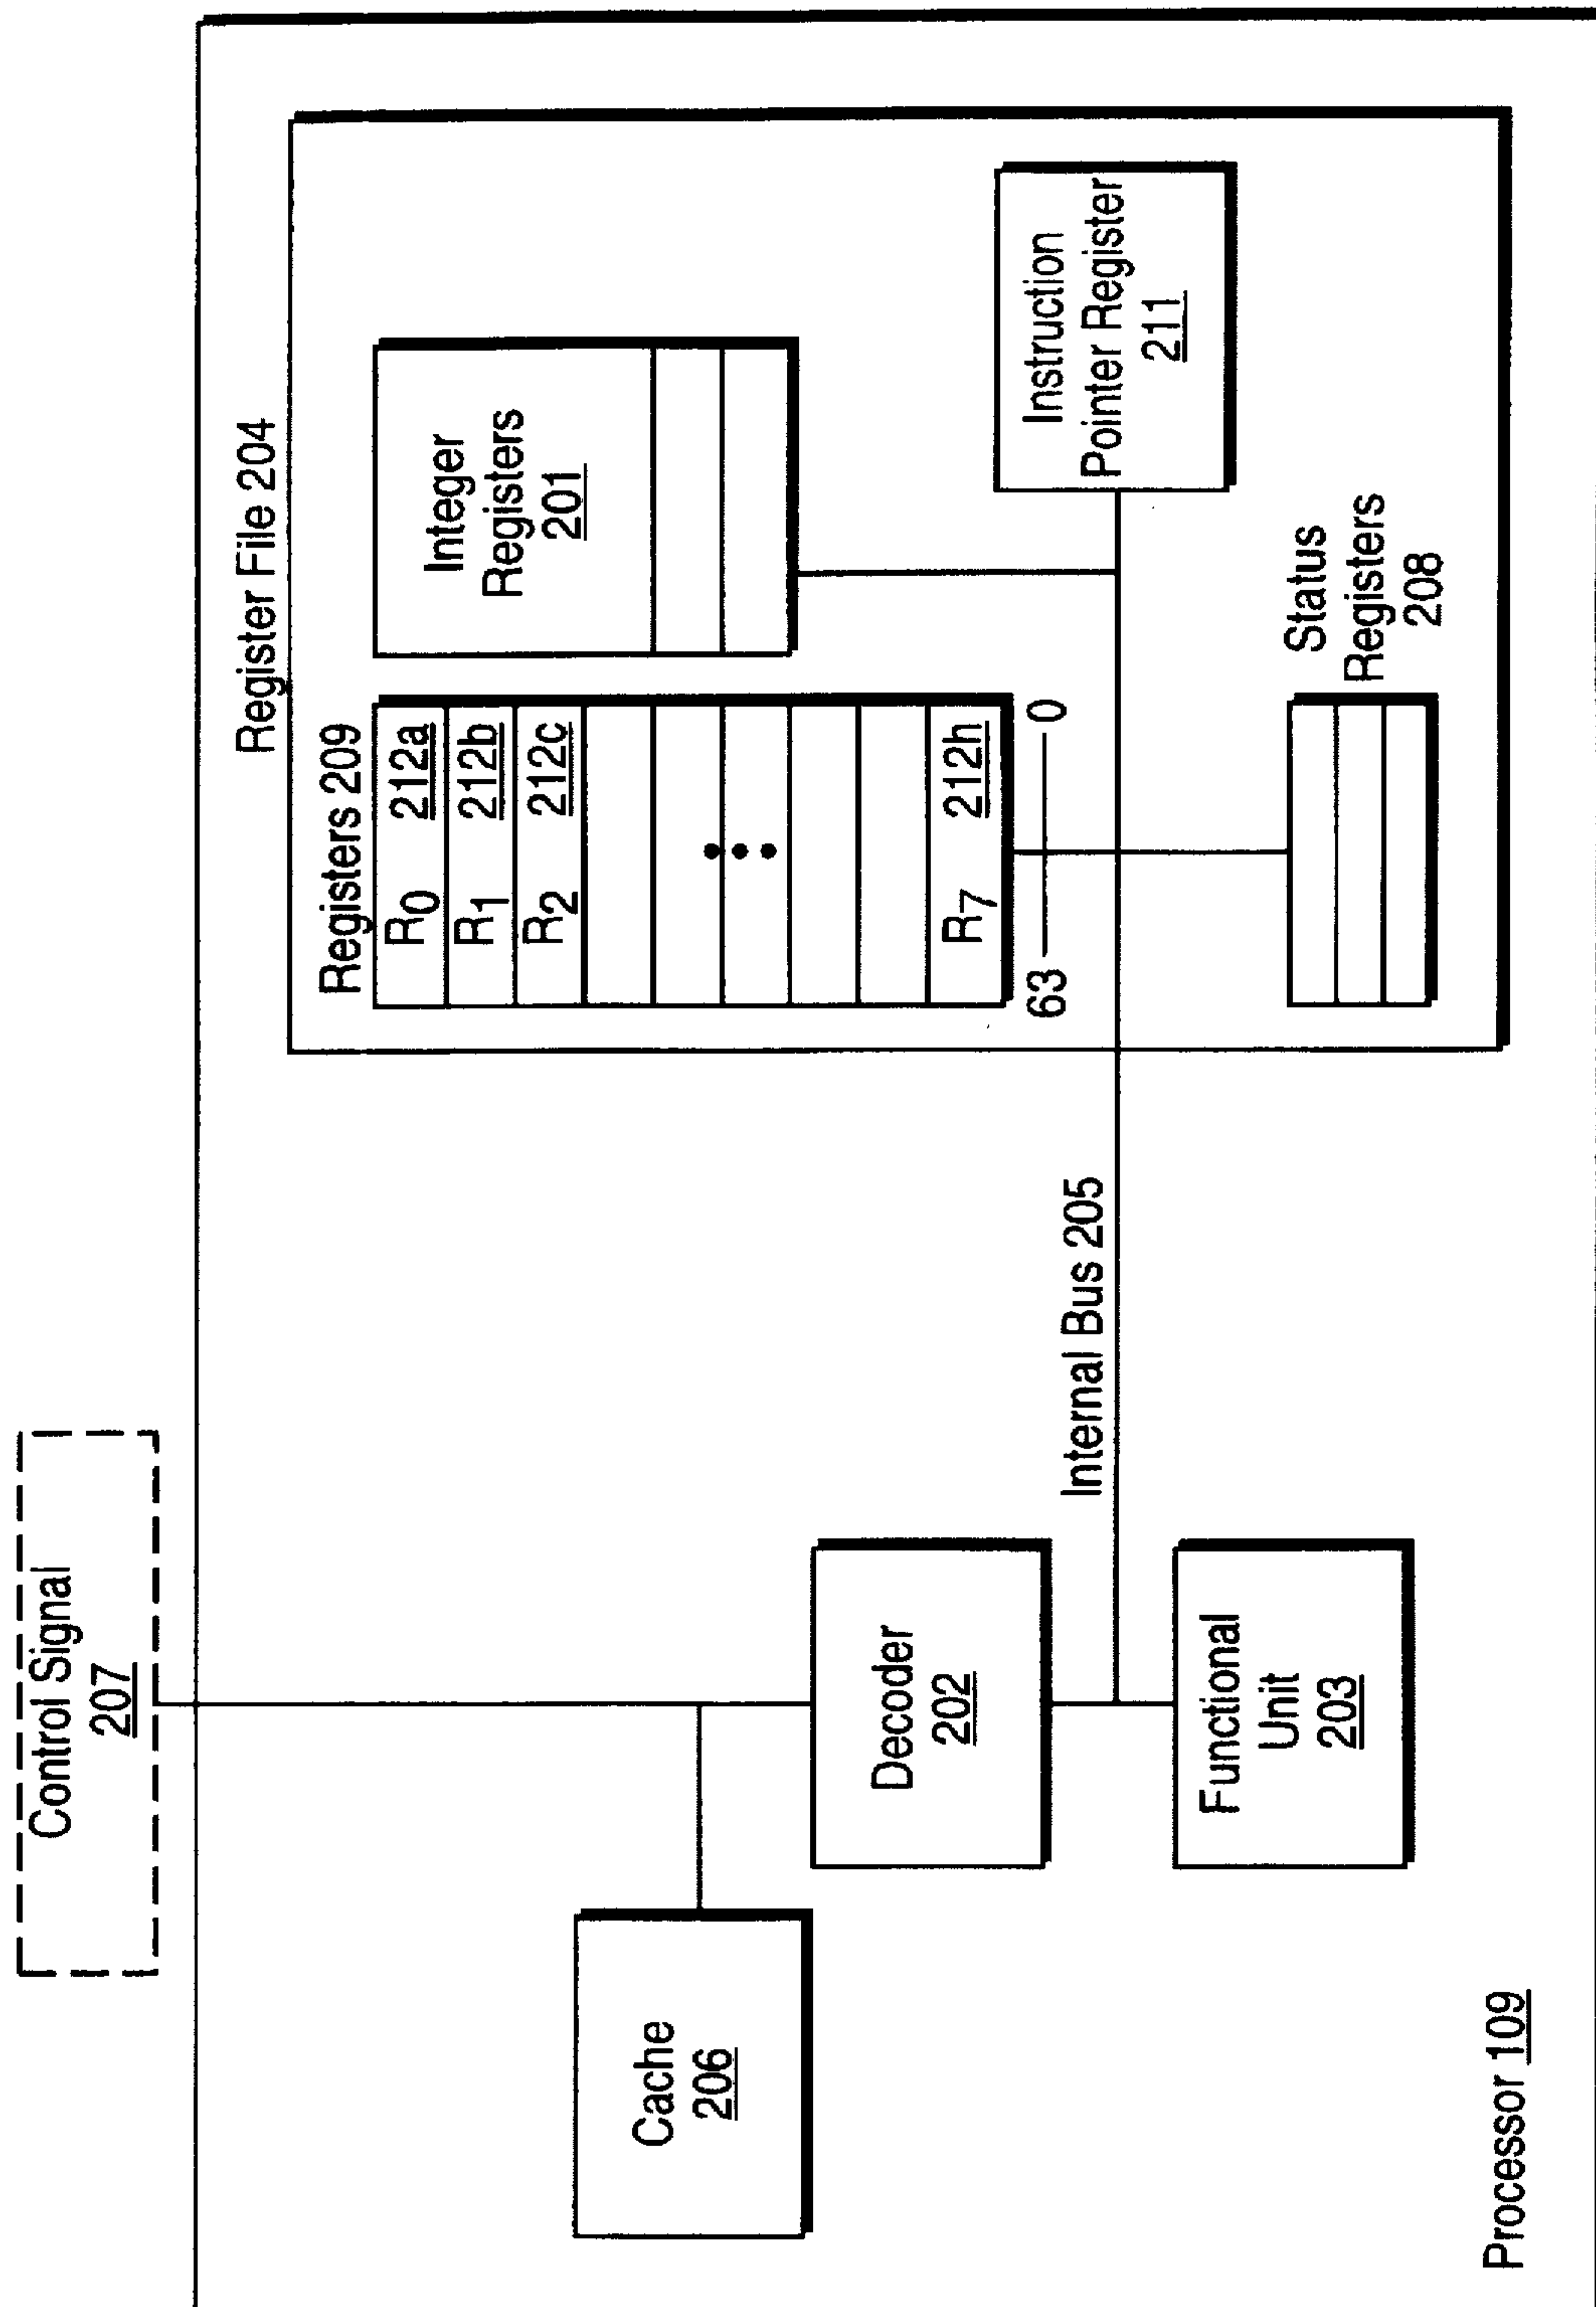 Control Signal
207
Cache
206
Decoder
202
Functional
Unit
203
Internal Bus 205
Processor 109
Register File 204
Registers 209
R0 212a
R1 212b
R2 212c
R7 212h
63 0
Integer
Registers
201
Instruction
Pointer Register
211
Status
Registers
208